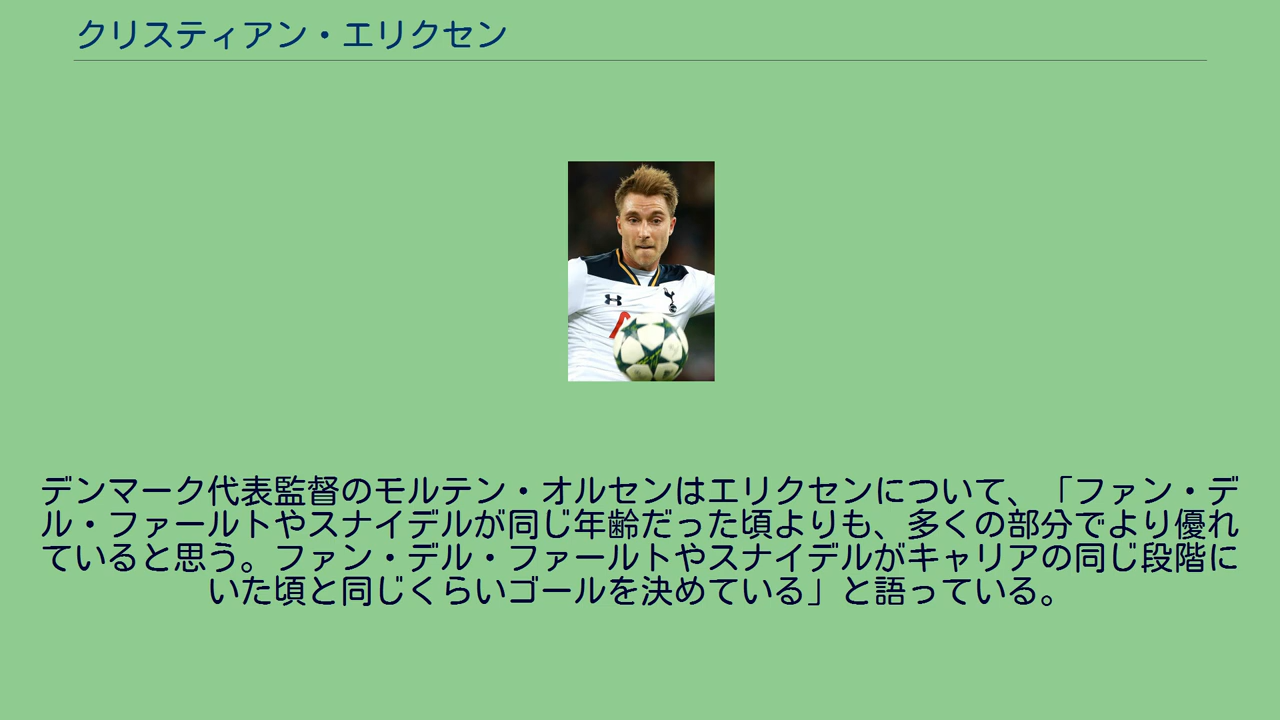 クリスティアン・エリクセン
デンマーク代表監督のモルテン・オルセンはエリクセンについて、「ファン・デ
ル・ファールトやスナイデルが同じ年齢だった頃よりも、多くの部分でより優れ
ていると思う。ファン・デル・ファールトやスナイデルがキャリアの同じ段階に
いた頃と同じくらいゴールを決めている」と語っている。